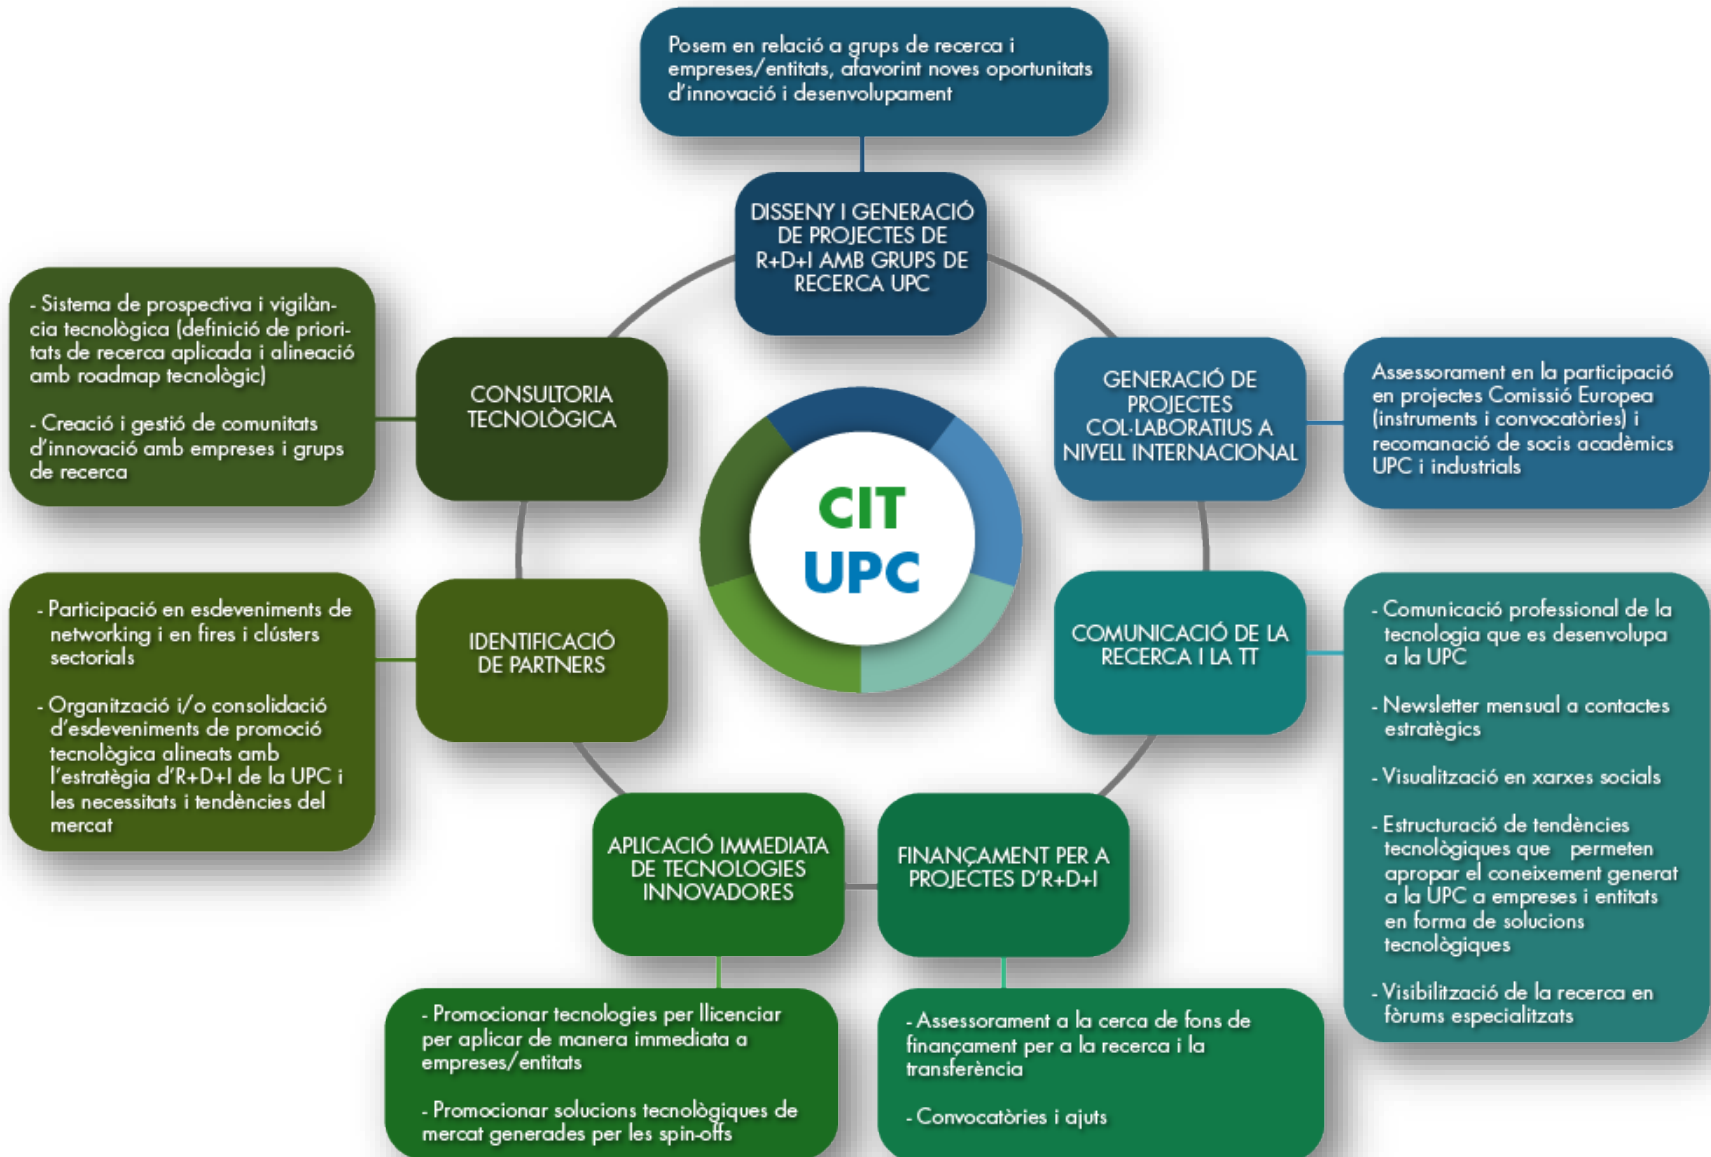 Posem en relació a grups de recerca i
empreses/entitats, afavorint noves oportunitats
d'innovació i desenvolupament
DISSENY I GENERACIÓ
DE PROJECTES DE
R+D+I AMB GRUPS DE
RECERCA UPC
GENERACIÓ DE
PROJECTES
COL·LABORATIUS A
NIVELL INTERNACIONAL
Assessorament en la participació
en projectes Comissió Europea
(instruments i convocatòries) i
recomanació de socis acadèmics
UPC i industrials
COMUNICACIÓ DE LA
RECERCA I LA TT
- Comunicació professional de la
tecnologia que es desenvolupa
a la UPC
- Newsletter mensual a contactes
estratègics
- Visualització en xarxes socials
- Estructuració de tendències
tecnològiques que permeten
apropar el coneixement generat
a la UPC a empreses i entitats
en forma de solucions
tecnològiques
- Visibilització de la recerca en
fòrums especialitzats
FINANÇAMENT PER A
PROJECTES D'R+D+I
- Assessorament a la cerca de fons de
finançament per a la recerca i la
transferència
- Convocatòries i ajuts
APLICACIÓ IMMEDIATA
DE TECNOLOGIES
INNOVADORES
- Promocionar tecnologies per llicenciar
per aplicar de manera immediata a
empreses/entitats
- Promocionar solucions tecnològiques de
mercat generades per les spin-offs
IDENTIFICACIÓ
DE PARTNERS
- Participació en esdeveniments de
networking i en fires i clústers
sectorials
- Organització i/o consolidació
d'esdeveniments de promoció
tecnològica alineats amb
l'estratègia d'R+D+I de la UPC i
les necessitats i tendències del
mercat
CONSULTORIA
TECNOLÒGICA
- Sistema de prospectiva i vigilàn-
cia tecnològica (definició de priori-
tats de recerca aplicada i alineació
amb roadmap tecnològic)
- Creació i gestió de comunitats
d'innovació amb empreses i grups
de recerca
CIT
UPC